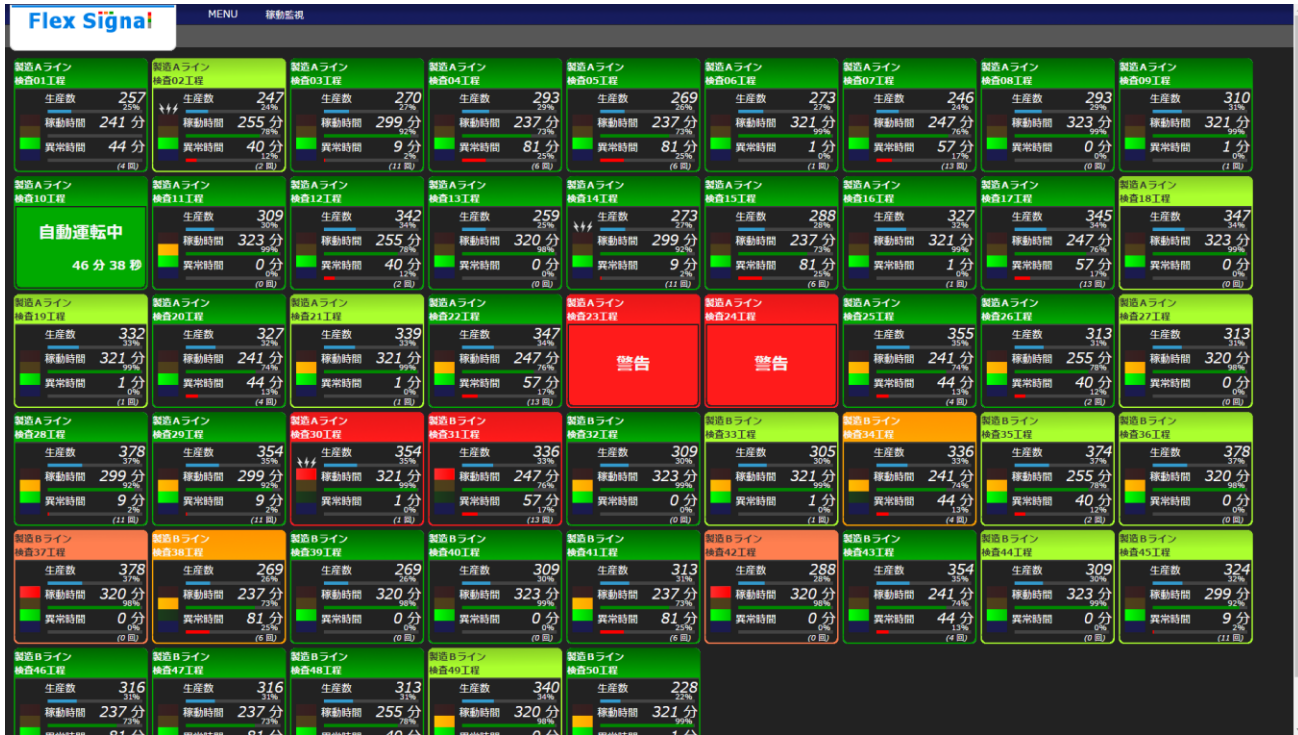 Flex Signal
MENU 稼動監視
製造Aライン
検査01工程
生産数 257
25%
稼動時間 241 分
異常時間 44 分
(4 回)
製造Aライン
検査02工程
生産数 247
24%
稼動時間 255 分
78%
異常時間 40 分
12%
(2 回)
製造Aライン
検査03工程
生産数 270
27%
稼動時間 299 分
92%
異常時間 9 分
2%
(11 回)
製造Aライン
検査04工程
生産数 293
29%
稼動時間 237 分
73%
異常時間 81 分
25%
(6 回)
製造Aライン
検査05工程
生産数 269
26%
稼動時間 237 分
73%
異常時間 81 分
25%
(6 回)
製造Aライン
検査06工程
生産数 273
27%
稼動時間 321 分
99%
異常時間 1 分
0%
(1 回)
製造Aライン
検査07工程
生産数 246
24%
稼動時間 247 分
76%
異常時間 57 分
17%
(13 回)
製造Aライン
検査08工程
生産数 293
29%
稼動時間 323 分
99%
異常時間 0 分
0%
(0 回)
製造Aライン
検査09工程
生産数 310
31%
稼動時間 321 分
99%
異常時間 1 分
0%
(1 回)
製造Aライン
検査10工程
自動運転中
46 分 38 秒
製造Aライン
検査11工程
生産数 309
30%
稼動時間 323 分
99%
異常時間 0 分
0%
(0 回)
製造Aライン
検査12工程
生産数 342
34%
稼動時間 255 分
78%
異常時間 40 分
12%
(2 回)
製造Aライン
検査13工程
生産数 259
25%
稼動時間 320 分
98%
異常時間 0 分
0%
(0 回)
製造Aライン
検査14工程
生産数 273
27%
稼動時間 299 分
92%
異常時間 9 分
2%
(11 回)
製造Aライン
検査15工程
生産数 288
28%
稼動時間 237 分
73%
異常時間 81 分
25%
(6 回)
製造Aライン
検査16工程
生産数 327
32%
稼動時間 321 分
99%
異常時間 1 分
0%
(1 回)
製造Aライン
検査17工程
生産数 345
34%
稼動時間 247 分
76%
異常時間 57 分
17%
(13 回)
製造Aライン
検査18工程
生産数 347
34%
稼動時間 323 分
99%
異常時間 0 分
0%
(0 回)
製造Aライン
検査19工程
生産数 332
33%
稼動時間 321 分
99%
異常時間 1 分
0%
(1 回)
製造Aライン
検査20工程
生産数 327
32%
稼動時間 241 分
74%
異常時間 44 分
13%
(4 回)
製造Aライン
検査21工程
生産数 339
33%
稼動時間 321 分
99%
異常時間 1 分
0%
(1 回)
製造Aライン
検査22工程
生産数 347
34%
稼動時間 247 分
76%
異常時間 57 分
17%
(13 回)
製造Aライン
検査23工程
警告
製造Aライン
検査24工程
警告
製造Aライン
検査25工程
生産数 355
35%
稼動時間 241 分
74%
異常時間 44 分
13%
(4 回)
製造Aライン
検査26工程
生産数 313
31%
稼動時間 255 分
78%
異常時間 40 分
12%
(2 回)
製造Aライン
検査27工程
生産数 313
31%
稼動時間 320 分
98%
異常時間 0 分
0%
(0 回)
製造Aライン
検査28工程
生産数 378
37%
稼動時間 299 分
92%
異常時間 9 分
2%
(11 回)
製造Aライン
検査29工程
生産数 354
35%
稼動時間 299 分
92%
異常時間 9 分
2%
(11 回)
製造Aライン
検査30工程
生産数 354
35%
稼動時間 321 分
99%
異常時間 1 分
0%
(1 回)
製造Bライン
検査31工程
生産数 336
33%
稼動時間 247 分
76%
異常時間 57 分
17%
(13 回)
製造Bライン
検査32工程
生産数 309
30%
稼動時間 323 分
99%
異常時間 0 分
0%
(0 回)
製造Bライン
検査33工程
生産数 305
30%
稼動時間 321 分
99%
異常時間 1 分
0%
(1 回)
製造Bライン
検査34工程
生産数 336
33%
稼動時間 241 分
74%
異常時間 44 分
13%
(4 回)
製造Bライン
検査35工程
生産数 374
37%
稼動時間 255 分
78%
異常時間 40 分
12%
(2 回)
製造Bライン
検査36工程
生産数 378
37%
稼動時間 320 分
98%
異常時間 0 分
0%
(0 回)
製造Bライン
検査37工程
生産数 378
37%
稼動時間 320 分
98%
異常時間 0 分
0%
(0 回)
製造Bライン
検査38工程
生産数 269
26%
稼動時間 237 分
73%
異常時間 81 分
25%
(6 回)
製造Bライン
検査39工程
生産数 269
26%
稼動時間 320 分
98%
異常時間 0 分
0%
(0 回)
製造Bライン
検査40工程
生産数 309
30%
稼動時間 323 分
99%
異常時間 0 分
0%
(0 回)
製造Bライン
検査41工程
生産数 313
31%
稼動時間 237 分
73%
異常時間 81 分
25%
(6 回)
製造Bライン
検査42工程
生産数 288
28%
稼動時間 320 分
98%
異常時間 0 分
0%
(0 回)
製造Bライン
検査43工程
生産数 354
35%
稼動時間 241 分
74%
異常時間 44 分
13%
(4 回)
製造Bライン
検査44工程
生産数 309
30%
稼動時間 323 分
99%
異常時間 0 分
0%
(0 回)
製造Bライン
検査45工程
生産数 324
32%
稼動時間 299 分
92%
異常時間 9 分
2%
(11 回)
製造Bライン
検査46工程
生産数 316
31%
稼動時間 237 分
73%
異常時間 81 分
製造Bライン
検査47工程
生産数 316
31%
稼動時間 237 分
73%
異常時間 81 分
製造Bライン
検査48工程
生産数 313
31%
稼動時間 255 分
78%
異常時間 40 分
製造Bライン
検査49工程
生産数 340
34%
稼動時間 320 分
98%
異常時間 0 分
製造Bライン
検査50工程
生産数 228
22%
稼動時間 321 分
99%
異常時間 1 分